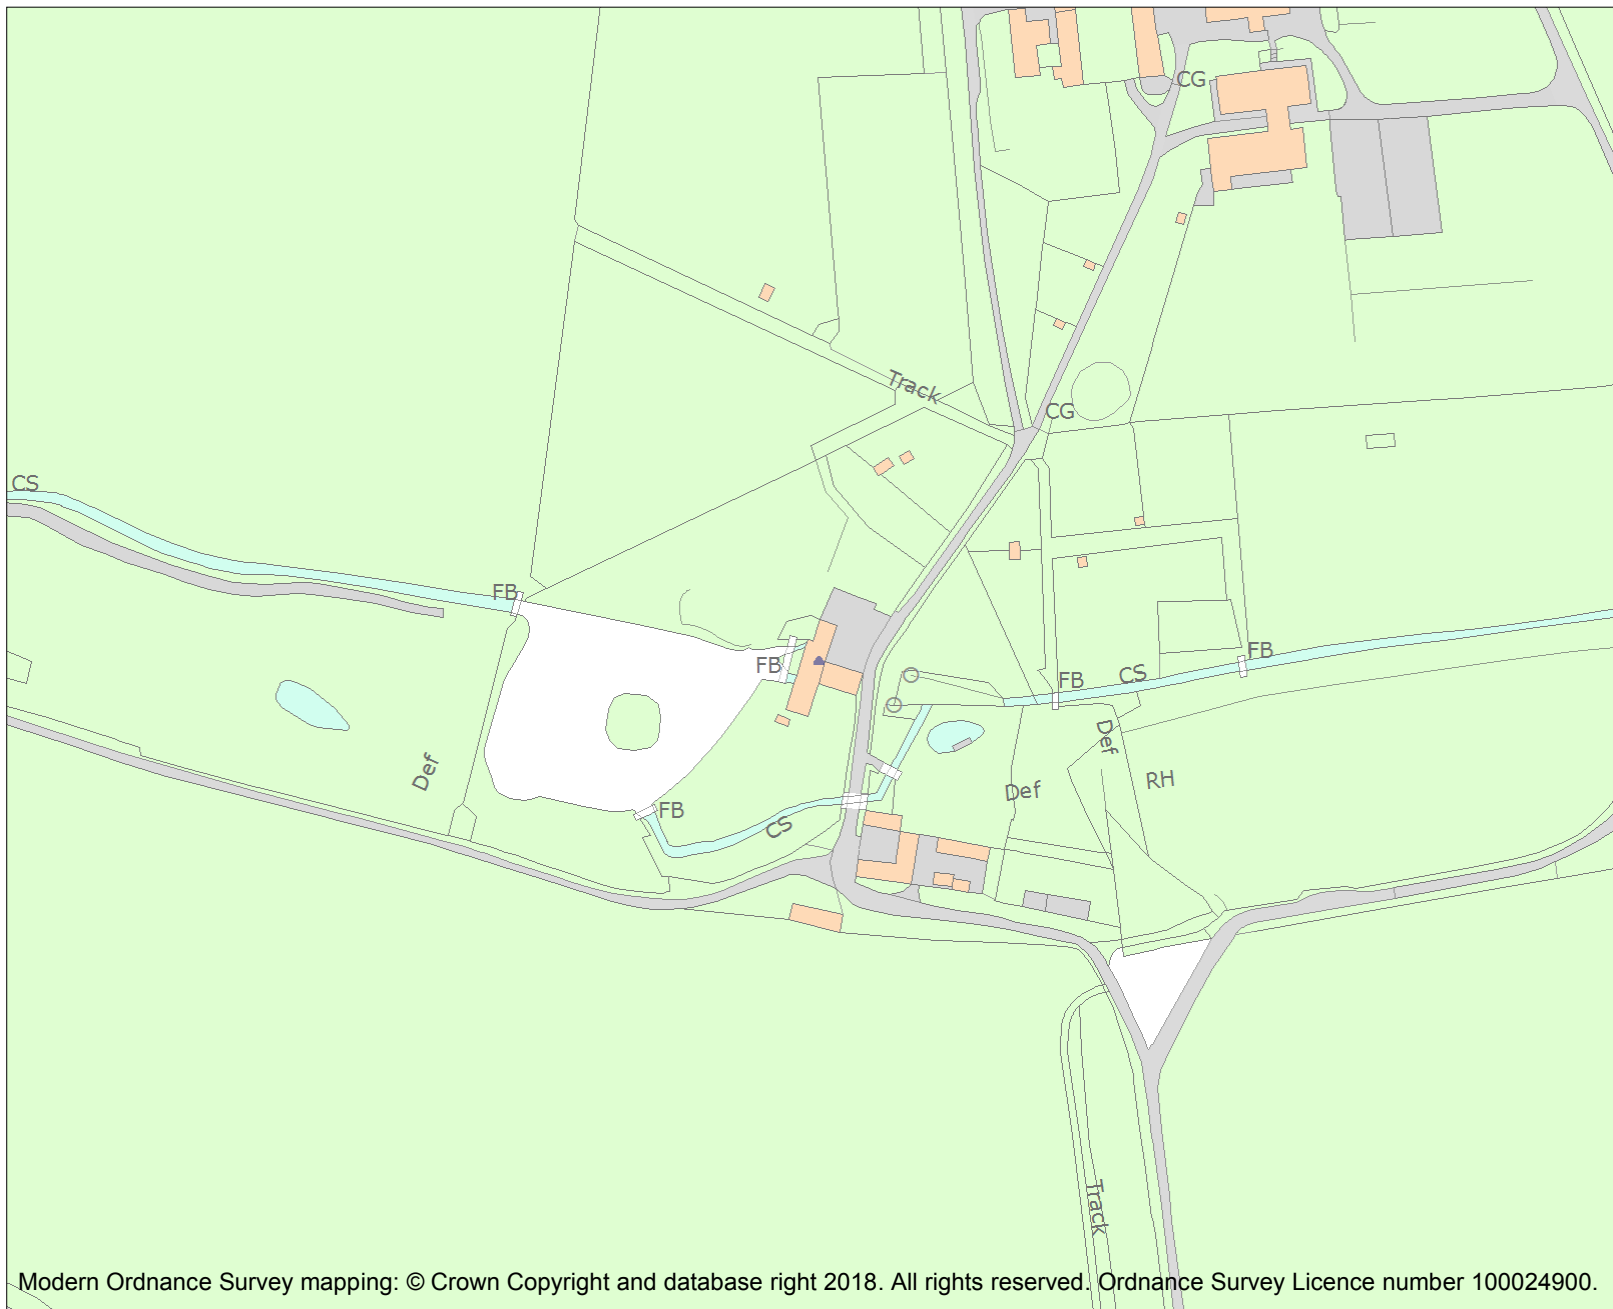 CG
Track
CG
CS
FB
FB
FB
FB
CS
Def
RH
Def
Def
FB
CS
Track
Modern Ordnance Survey mapping: © Crown Copyright and database right 2018. All rights reserved. Ordnance Survey Licence number 100024900.